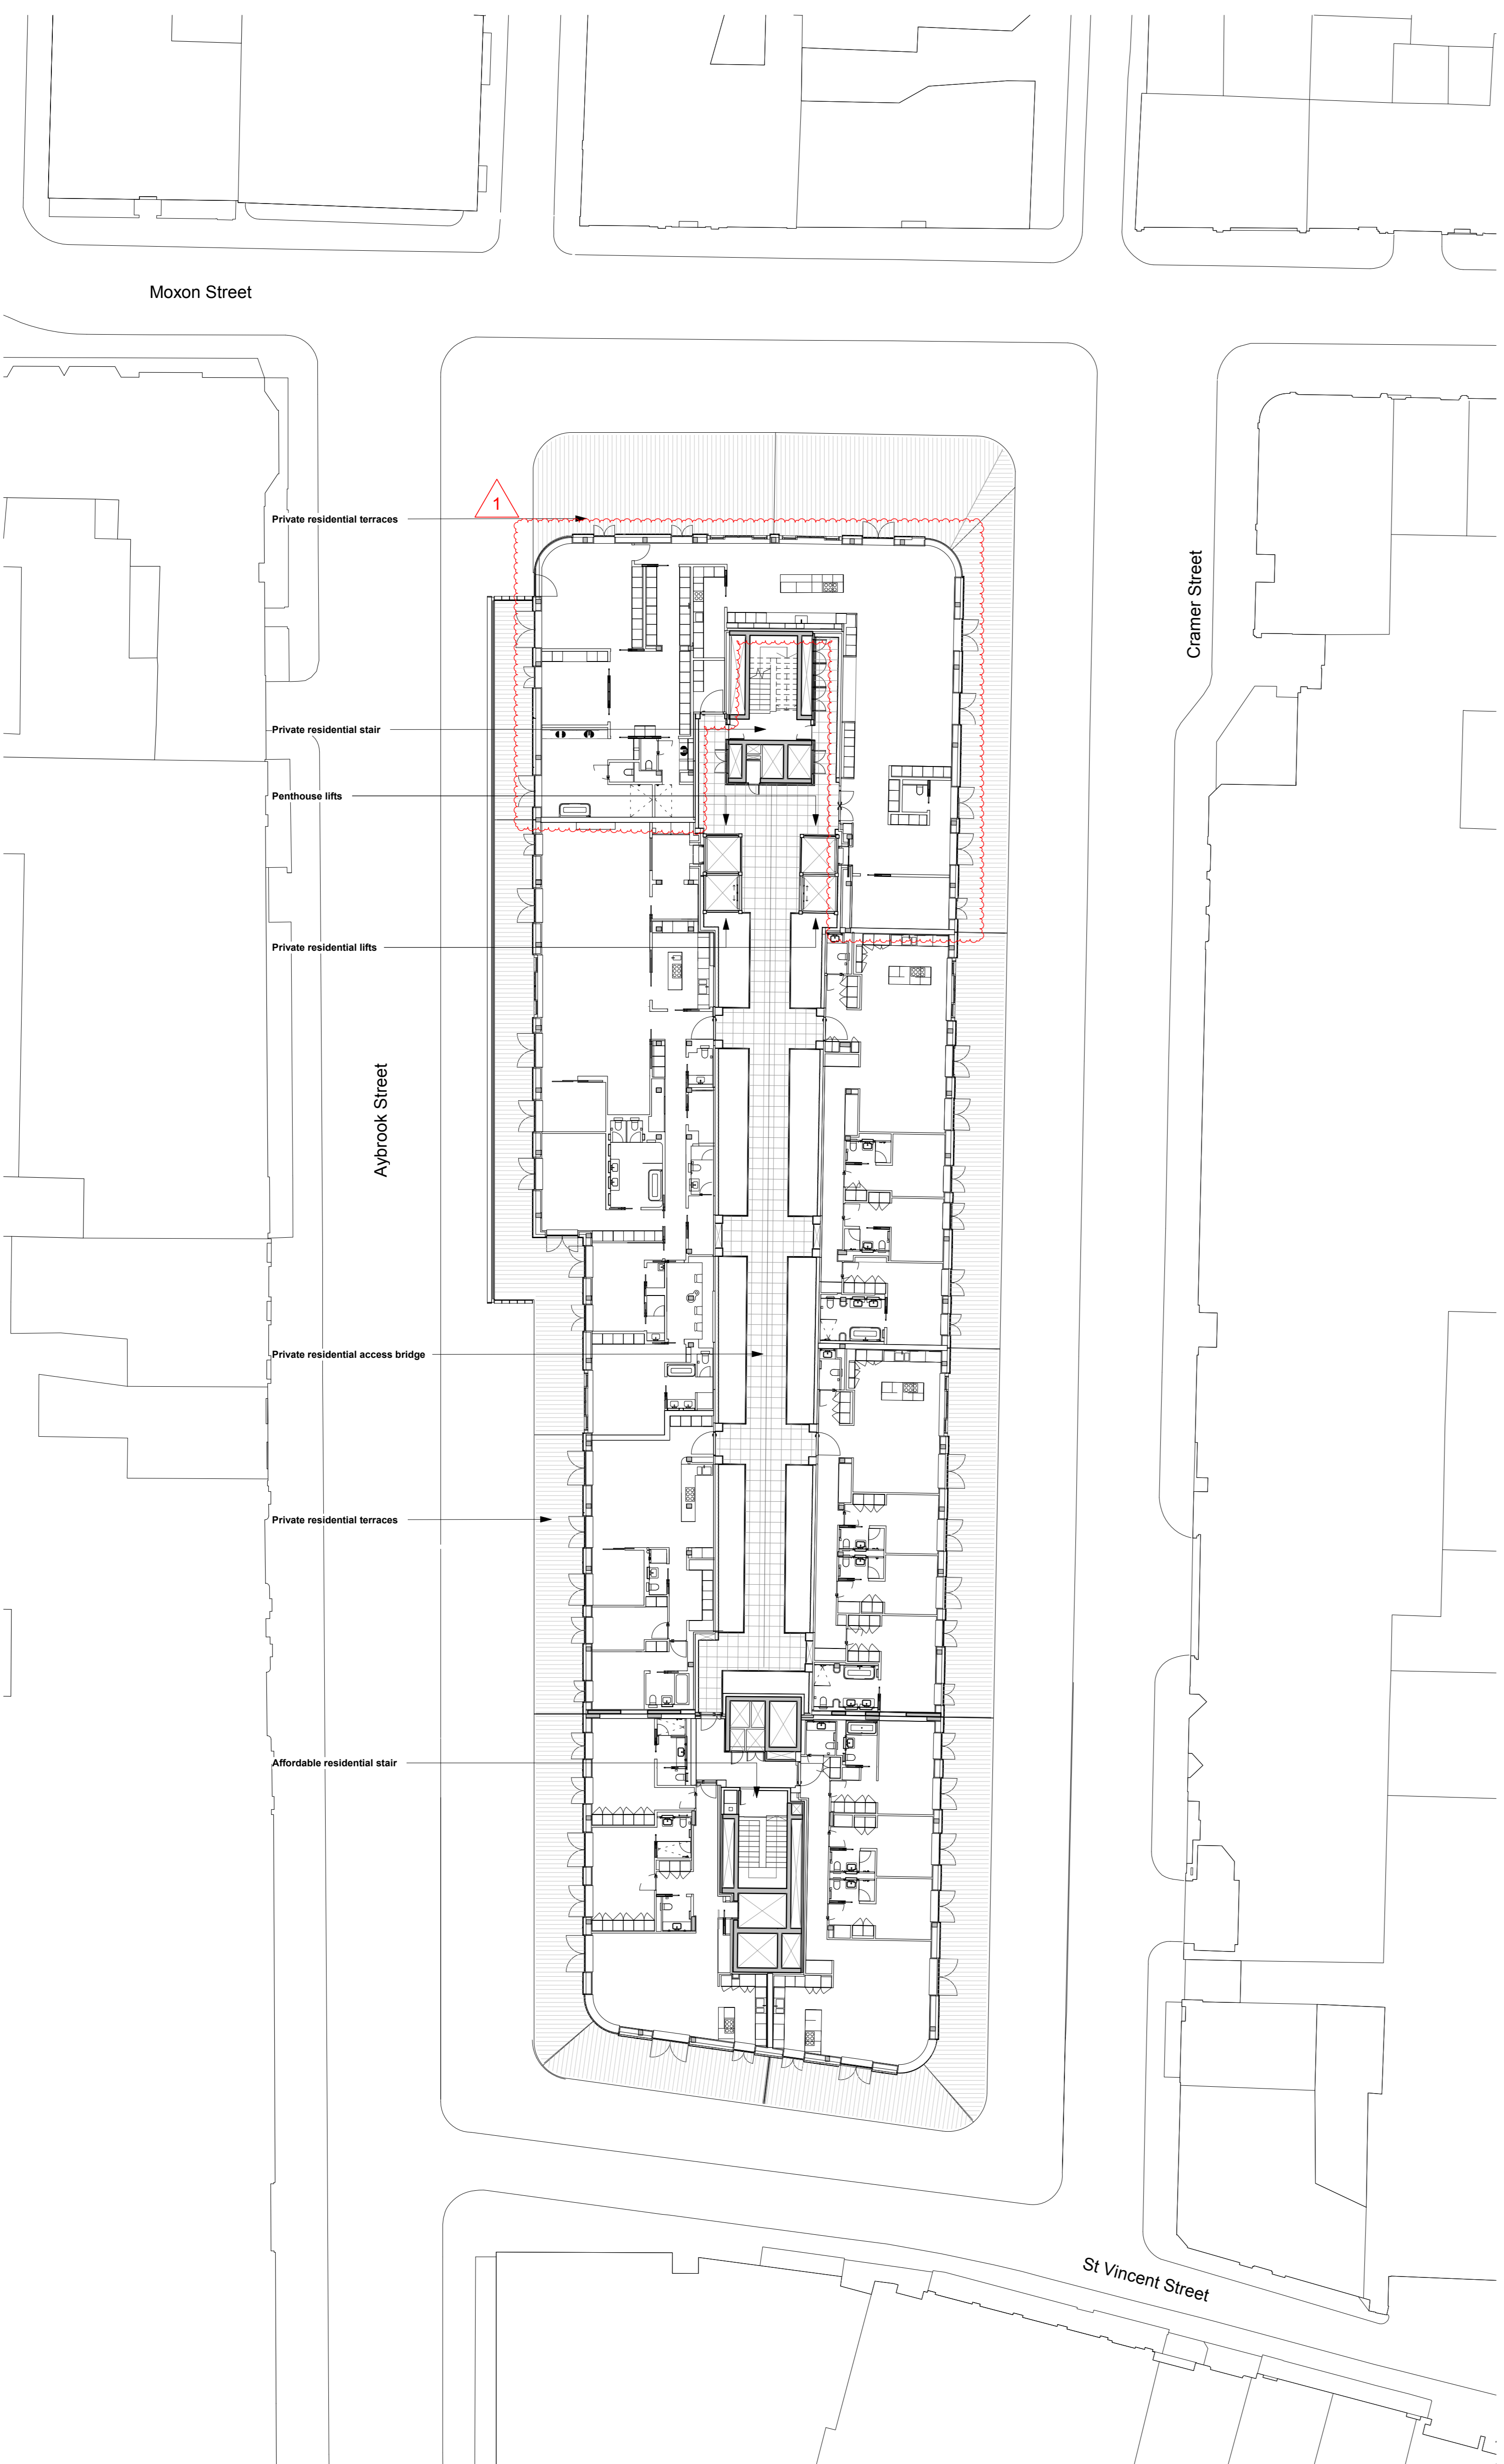 Moxon Street
1
Private residential terraces
Cramer Street
Private residential stair
Penthouse lifts
Private residential lifts
Aybrook Street
Private residential access bridge
Private residential terraces
Affordable residential stair
St Vincent Street